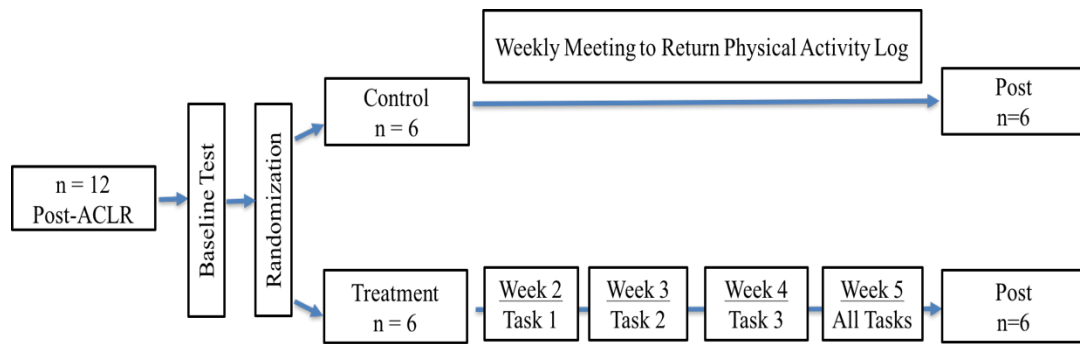 n = 12
Post-ACLR
Baseline Test
Randomization
Control
n = 6
Weekly Meeting to Return Physical Activity Log
Post
n=6
Treatment
n = 6
Week 2
Task 1
Week 3
Task 2
Week 4
Task 3
Week 5
All Tasks
Post
n=6